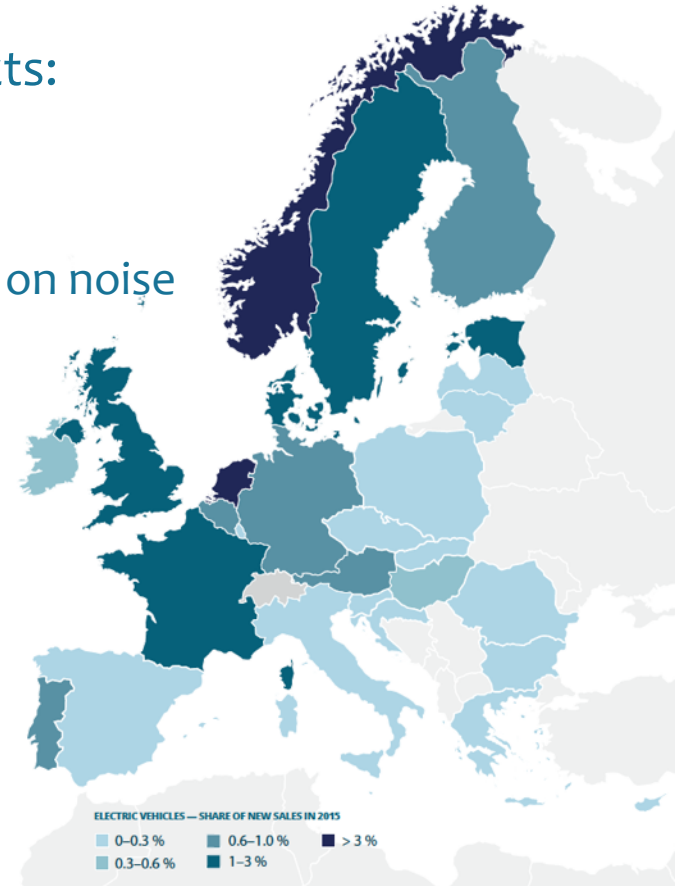 cts:
on noise
ELECTRIC VEHICLES — SHARE OF NEW SALES IN 2015
0–0.3 %
0.6–1.0 %
> 3 %
0.3–0.6 %
1–3 %